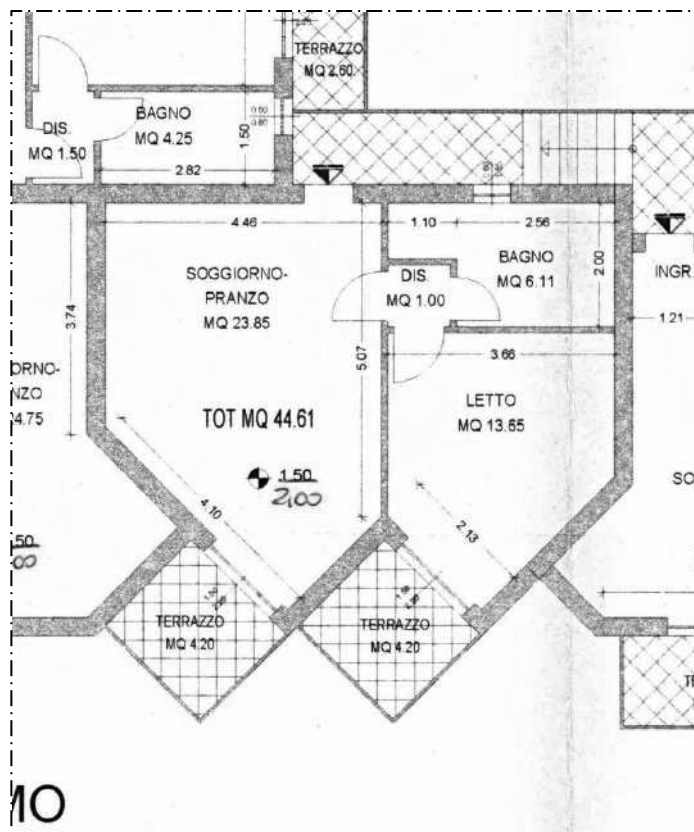 TERRAZZO
MQ 2.60
BAGNO
MQ 4.25
DIS.
MQ 1.50
2.82
1.50
4.46
1.10
2.56
BAGNO
MQ 6.11
2.00
DIS.
MQ 1.00
SOGGIORNO-
PRANZO
MQ 23.85
INGR.
1.21
3.74
5.07
3.66
ORNO-
NZO
4.75
LETTO
MQ 13.65
TOT MQ 44.61
1.50
2,00
4.10
2.13
SO
50
00
TERRAZZO
MQ 4.20
TERRAZZO
MQ 4.20
TE
MO